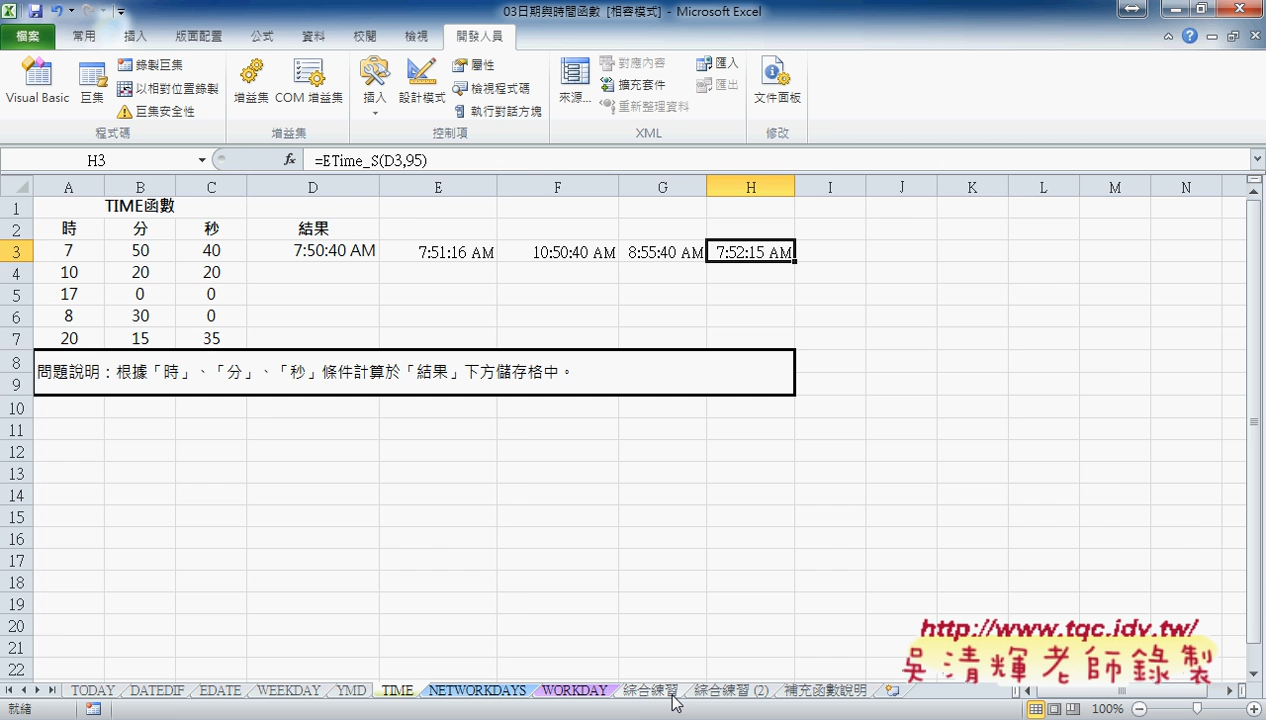 03日期與時間函數 [相容模式] - Microsoft Excel
檔案 常用 插入 版面配置 公式 資料 校閱 檢視 開發人員
Visual Basic 巨集 錄製巨集 以相對位置錄製 巨集安全性 程式碼
增益集 COM 增益集 增益集
插入 設計模式 屬性 檢視程式碼 執行對話方塊 控制項
來源... 對應內容 擴充套件 重新整理資料 匯入 匯出 XML
文件面板 修改
H3 fx =ETime_S(D3,95)
A B C D E F G H I J K L M N
1 TIME函數
2 時 分 秒 結果
3 7 50 40 7:50:40 AM 7:51:16 AM 10:50:40 AM 8:55:40 AM 7:52:15 AM
4 10 20 20
5 17 0 0
6 8 30 0
7 20 15 35
8 問題說明：根據「時」、「分」、「秒」條件計算於「結果」下方儲存格中。
9
10
11
12
13
14
15
16
17
18
19
20
21
22
http://www.tqc.idv.tw/
吳清輝老師錄製
TODAY DATEDIF EDATE WEEKDAY YMD TIME NETWORKDAYS WORKDAY 綜合練習 綜合練習 (2) 補充函數說明
就緒 100%